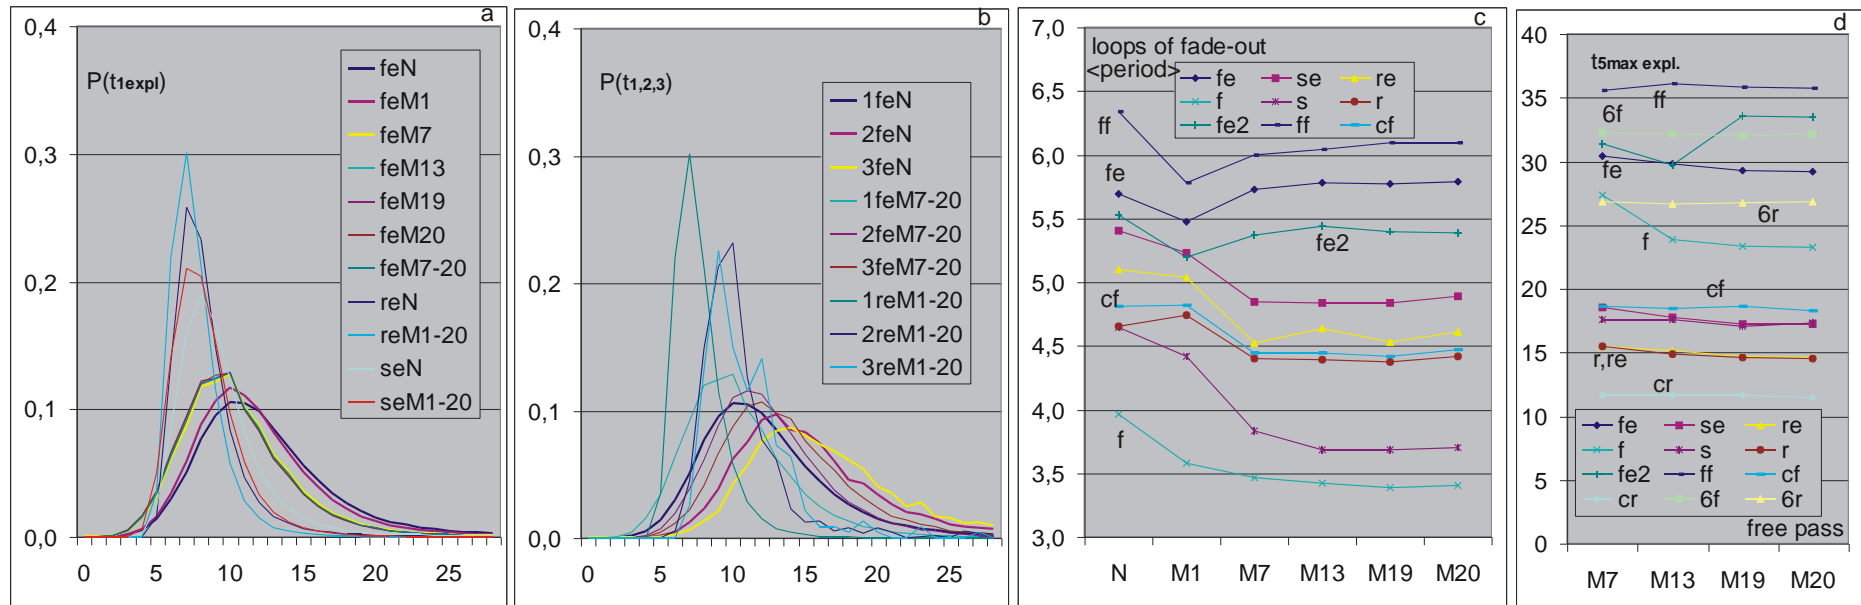 a
0,4
0,3
0,2
0,1
0,0
P(t1expl)
feN
feM1
feM7
feM13
feM19
feM20
feM7-20
reN
reM1-20
seN
seM1-20
0 5 10 15 20 25
b
0,4
0,3
0,2
0,1
0,0
P(t1,2,3)
1feN
2feN
3feN
1feM7-20
2feM7-20
3feM7-20
1reM1-20
2reM1-20
3reM1-20
0 5 10 15 20 25
c
7,0
6,5
6,0
5,5
5,0
4,5
4,0
3,5
3,0
loops of fade-out
<period>
fe se re
f s r
fe2 ff cf
ff
fe
fe2
cf
f
N M1 M7 M13 M19 M20
d
40
35
30
25
20
15
10
5
0
t5max expl.
ff
6f
fe
6r
f
cf
r,re
cr
fe se re
f s r
fe2 ff cf
cr 6f 6r
free pass
M7 M13 M19 M20